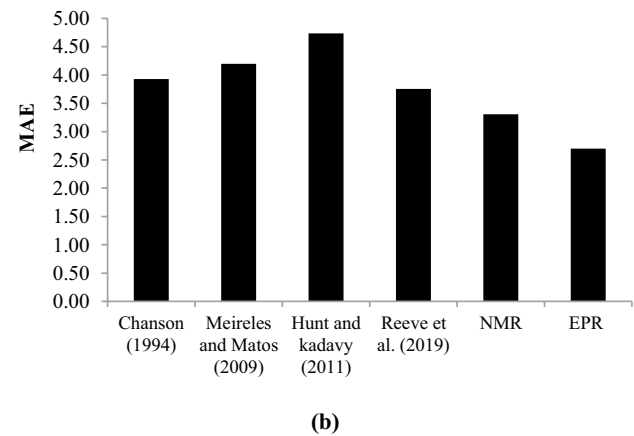 5.00
4.50
4.00
3.50
3.00
2.50
2.00
1.50
1.00
0.50
0.00
MAE
Chanson
(1994)
Meireles
and Matos
(2009)
Hunt and
kadavy
(2011)
Reeve et
al. (2019)
NMR
EPR
(b)